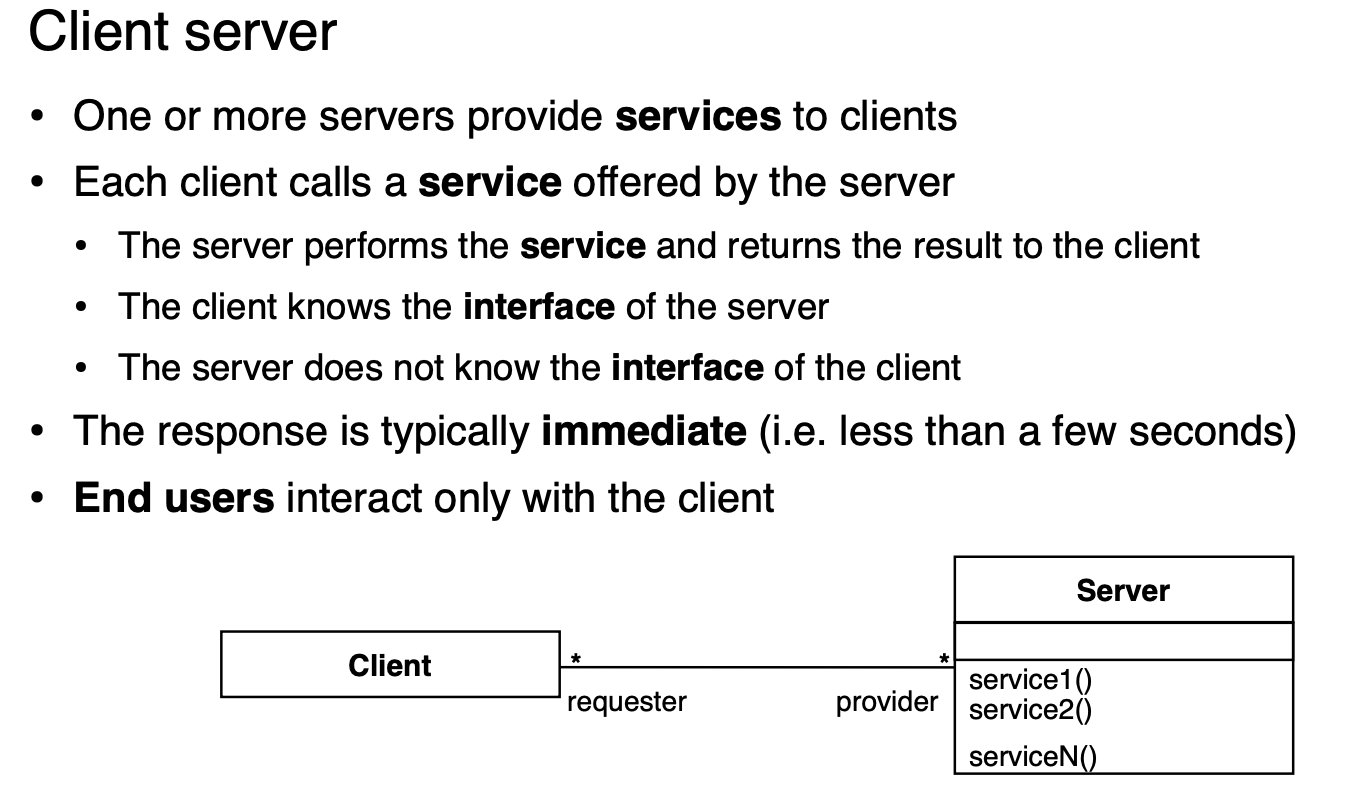 Client server
• One or more servers provide services to clients
• Each client calls a service offered by the server
• The server performs the service and returns the result to the client
• The client knows the interface of the server
• The server does not know the interface of the client
• The response is typically immediate (i.e. less than a few seconds)
• End users interact only with the client
Client
*
requester
*
provider
Server
service1()
service2()
serviceN()